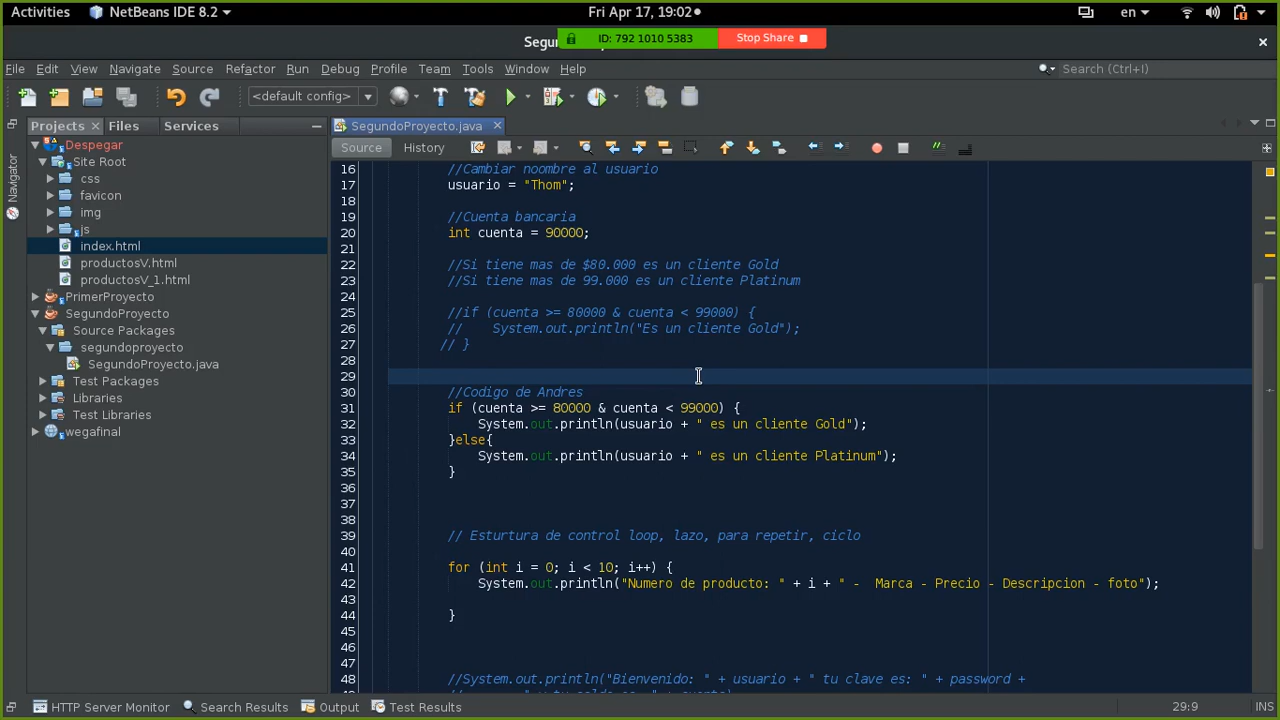 Activities NetBeans IDE 8.2 Fri Apr 17, 19:02 en
Segu ID: 792 1010 5383 Stop Share
File Edit View Navigate Source Refactor Run Debug Profile Team Tools Window Help Search (Ctrl+I)
<default config>
Projects Files Services SegundoProyecto.java
Source History
Navigator
Despegar
Site Root
css
favicon
img
js
index.html
productosV.html
productosV_1.html
PrimerProyecto
SegundoProyecto
Source Packages
segundoproyecto
SegundoProyecto.java
Test Packages
Libraries
Test Libraries
wegafinal
16 //Cambiar noombre al usuario
17 usuario = "Thom";
18
19 //Cuenta bancaria
20 int cuenta = 90000;
21
22 //Si tiene mas de $80.000 es un cliente Gold
23 //Si tiene mas de 99.000 es un cliente Platinum
24
25 //if (cuenta >= 80000 & cuenta < 99000) {
26 // System.out.println("Es un cliente Gold");
27 // }
28
29
30 //Codigo de Andres
31 if (cuenta >= 80000 & cuenta < 99000) {
32 System.out.println(usuario + " es un cliente Gold");
33 }else{
34 System.out.println(usuario + " es un cliente Platinum");
35 }
36
37
38
39 // Esturtura de control loop, lazo, para repetir, ciclo
40
41 for (int i = 0; i < 10; i++) {
42 System.out.println("Numero de producto: " + i + " - Marca - Precio - Descripcion - foto");
43
44 }
45
46
47
48 //System.out.println("Bienvenido: " + usuario + " tu clave es: " + password +
HTTP Server Monitor Search Results Output Test Results 29:9 INS